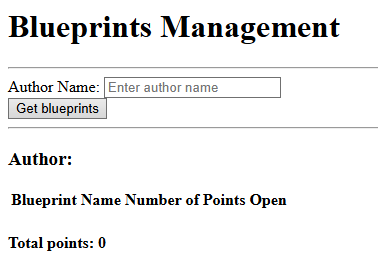 Blueprints Management
Author Name: Enter author name
Get blueprints
Author:
Blueprint Name Number of Points Open
Total points: 0